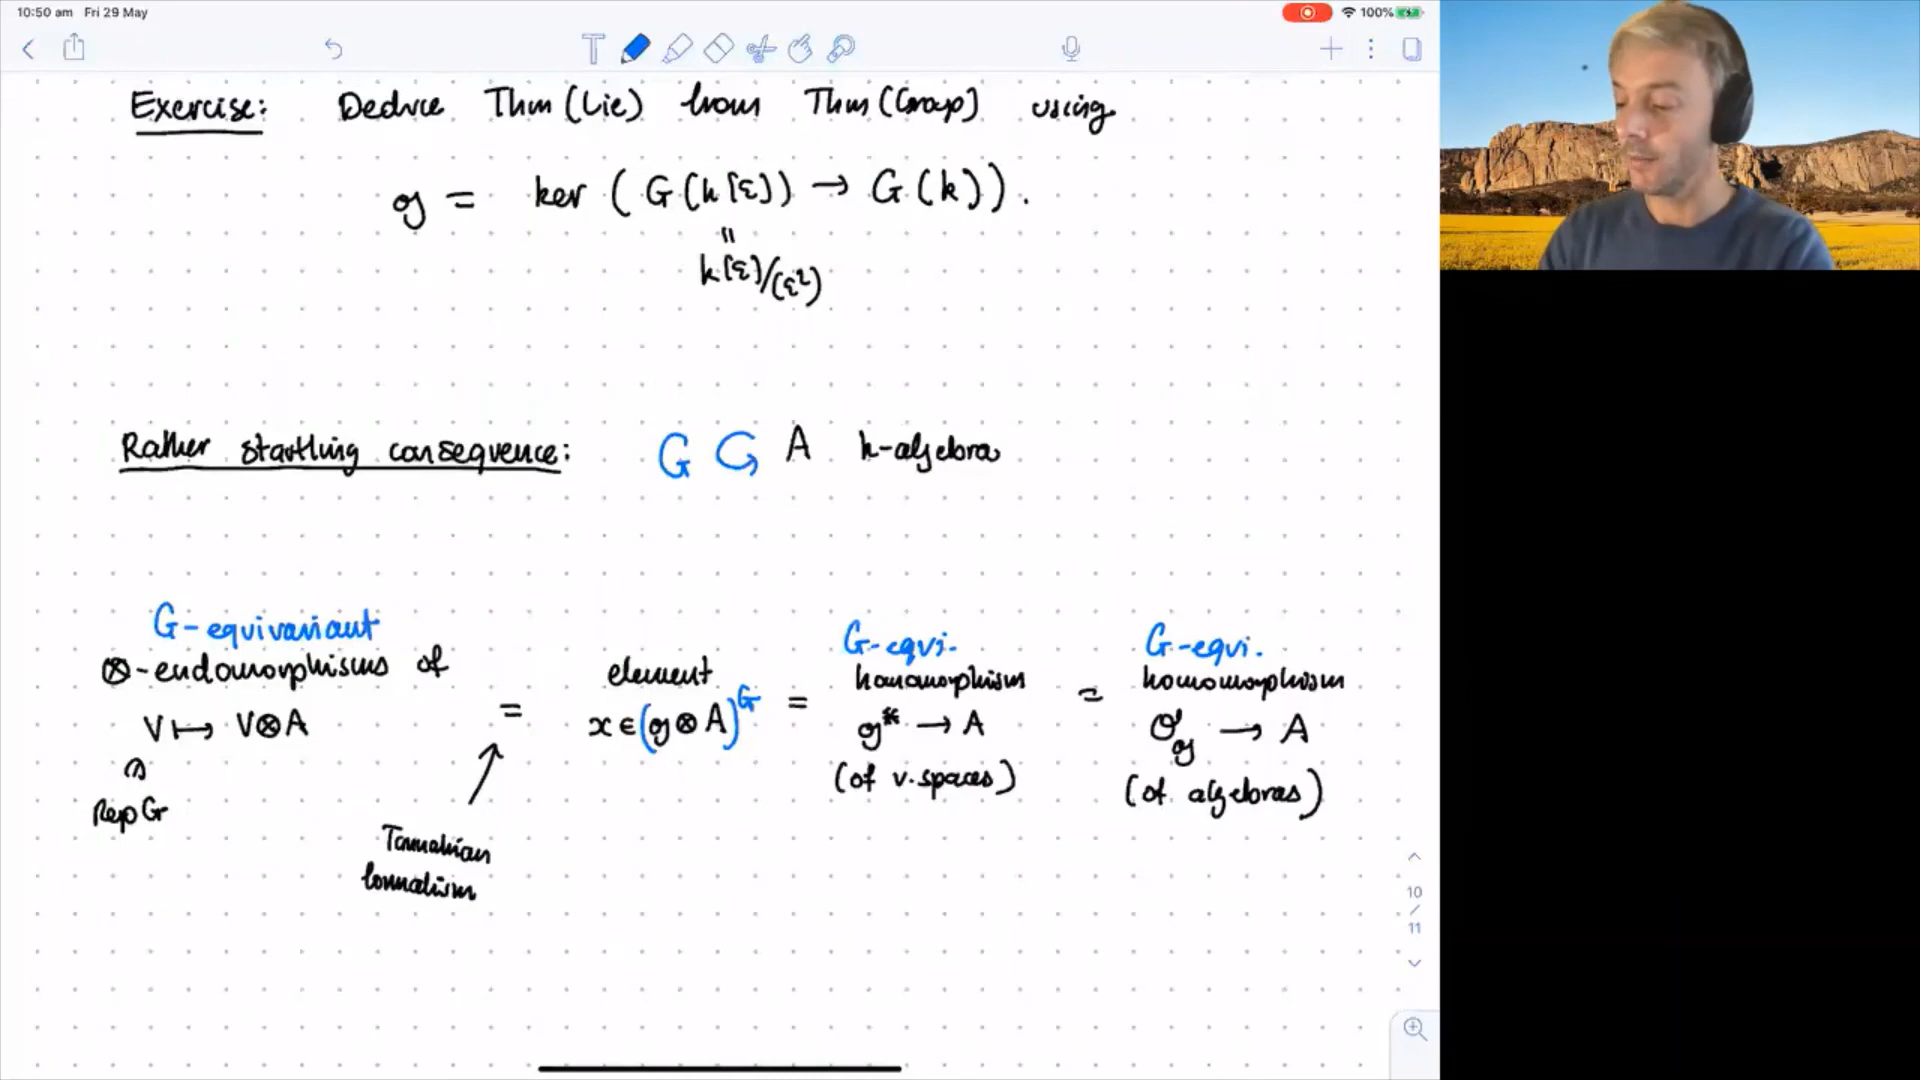 10:50 am Fri 29 May
100%
Exercise: Deduce Thm (Lie) from Thm (Group) using
𝔤 = ker ( G(k[ε]) → G(k) ).
=
k[ε]/(ε²)
Rather startling consequence: G ↻ A k-algebra
G-equivariant
⊗-endomorphisms of
V ↦ V⊗A
∩
Rep G
=
Tannakian
formalism
element
x ∈ (𝔤 ⊗ A)^G
=
G-equi.
homomorphism
𝔤* → A
(of v. spaces)
=
G-equi.
homomorphism
𝒪_𝔤 → A
(of algebras)
10
/
11